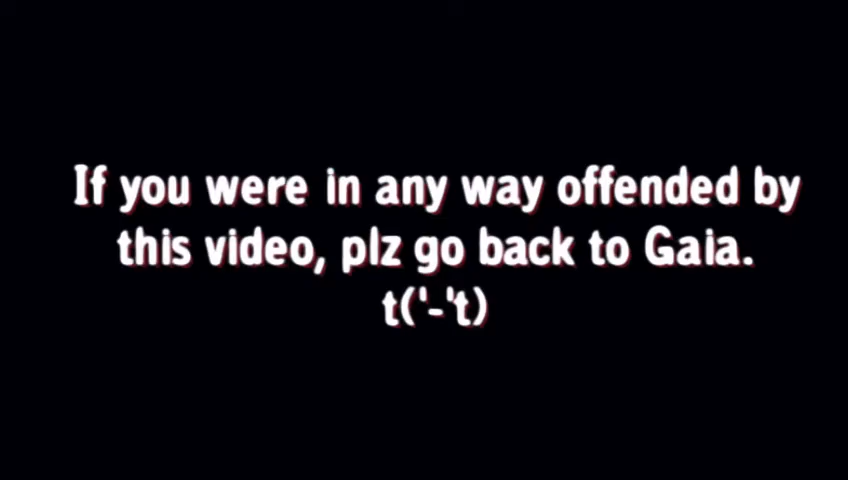 If you were in any way offended by
this video, plz go back to Gaia.
t('-'t)